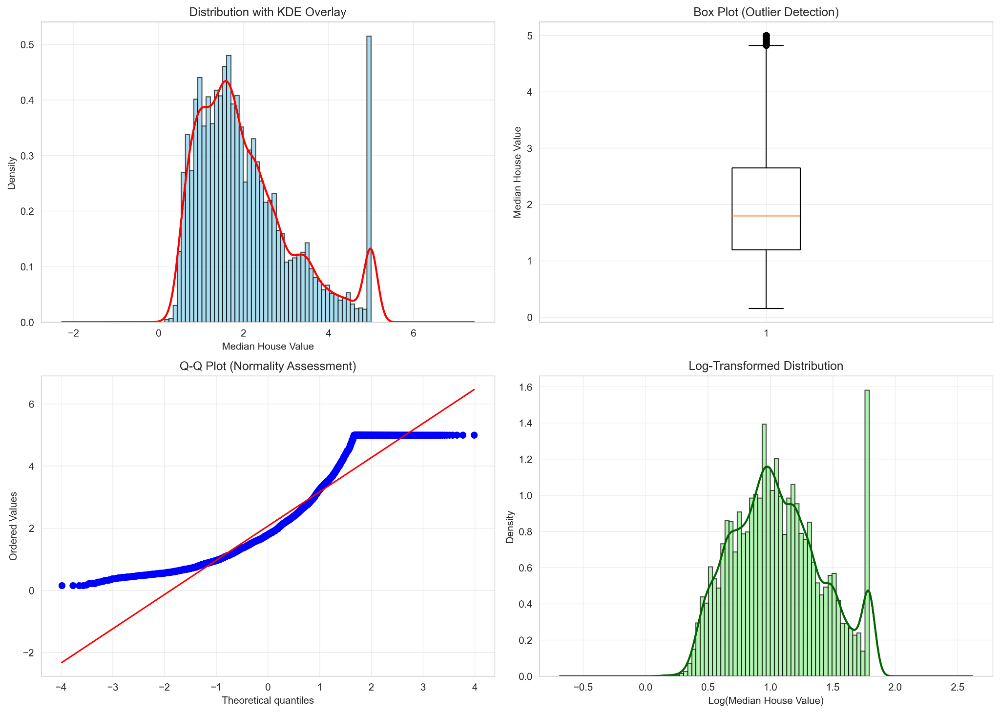 Distribution with KDE Overlay
0.5
0.4
0.3
0.2
0.1
0.0
Density
−2 0 2 4 6
Median House Value
Box Plot (Outlier Detection)
5
4
3
2
1
0
Median House Value
1
Q-Q Plot (Normality Assessment)
6
4
2
0
−2
Ordered Values
−4 −3 −2 −1 0 1 2 3 4
Theoretical quantiles
Log-Transformed Distribution
1.6
1.4
1.2
1.0
0.8
0.6
0.4
0.2
0.0
Density
−0.5 0.0 0.5 1.0 1.5 2.0 2.5
Log(Median House Value)